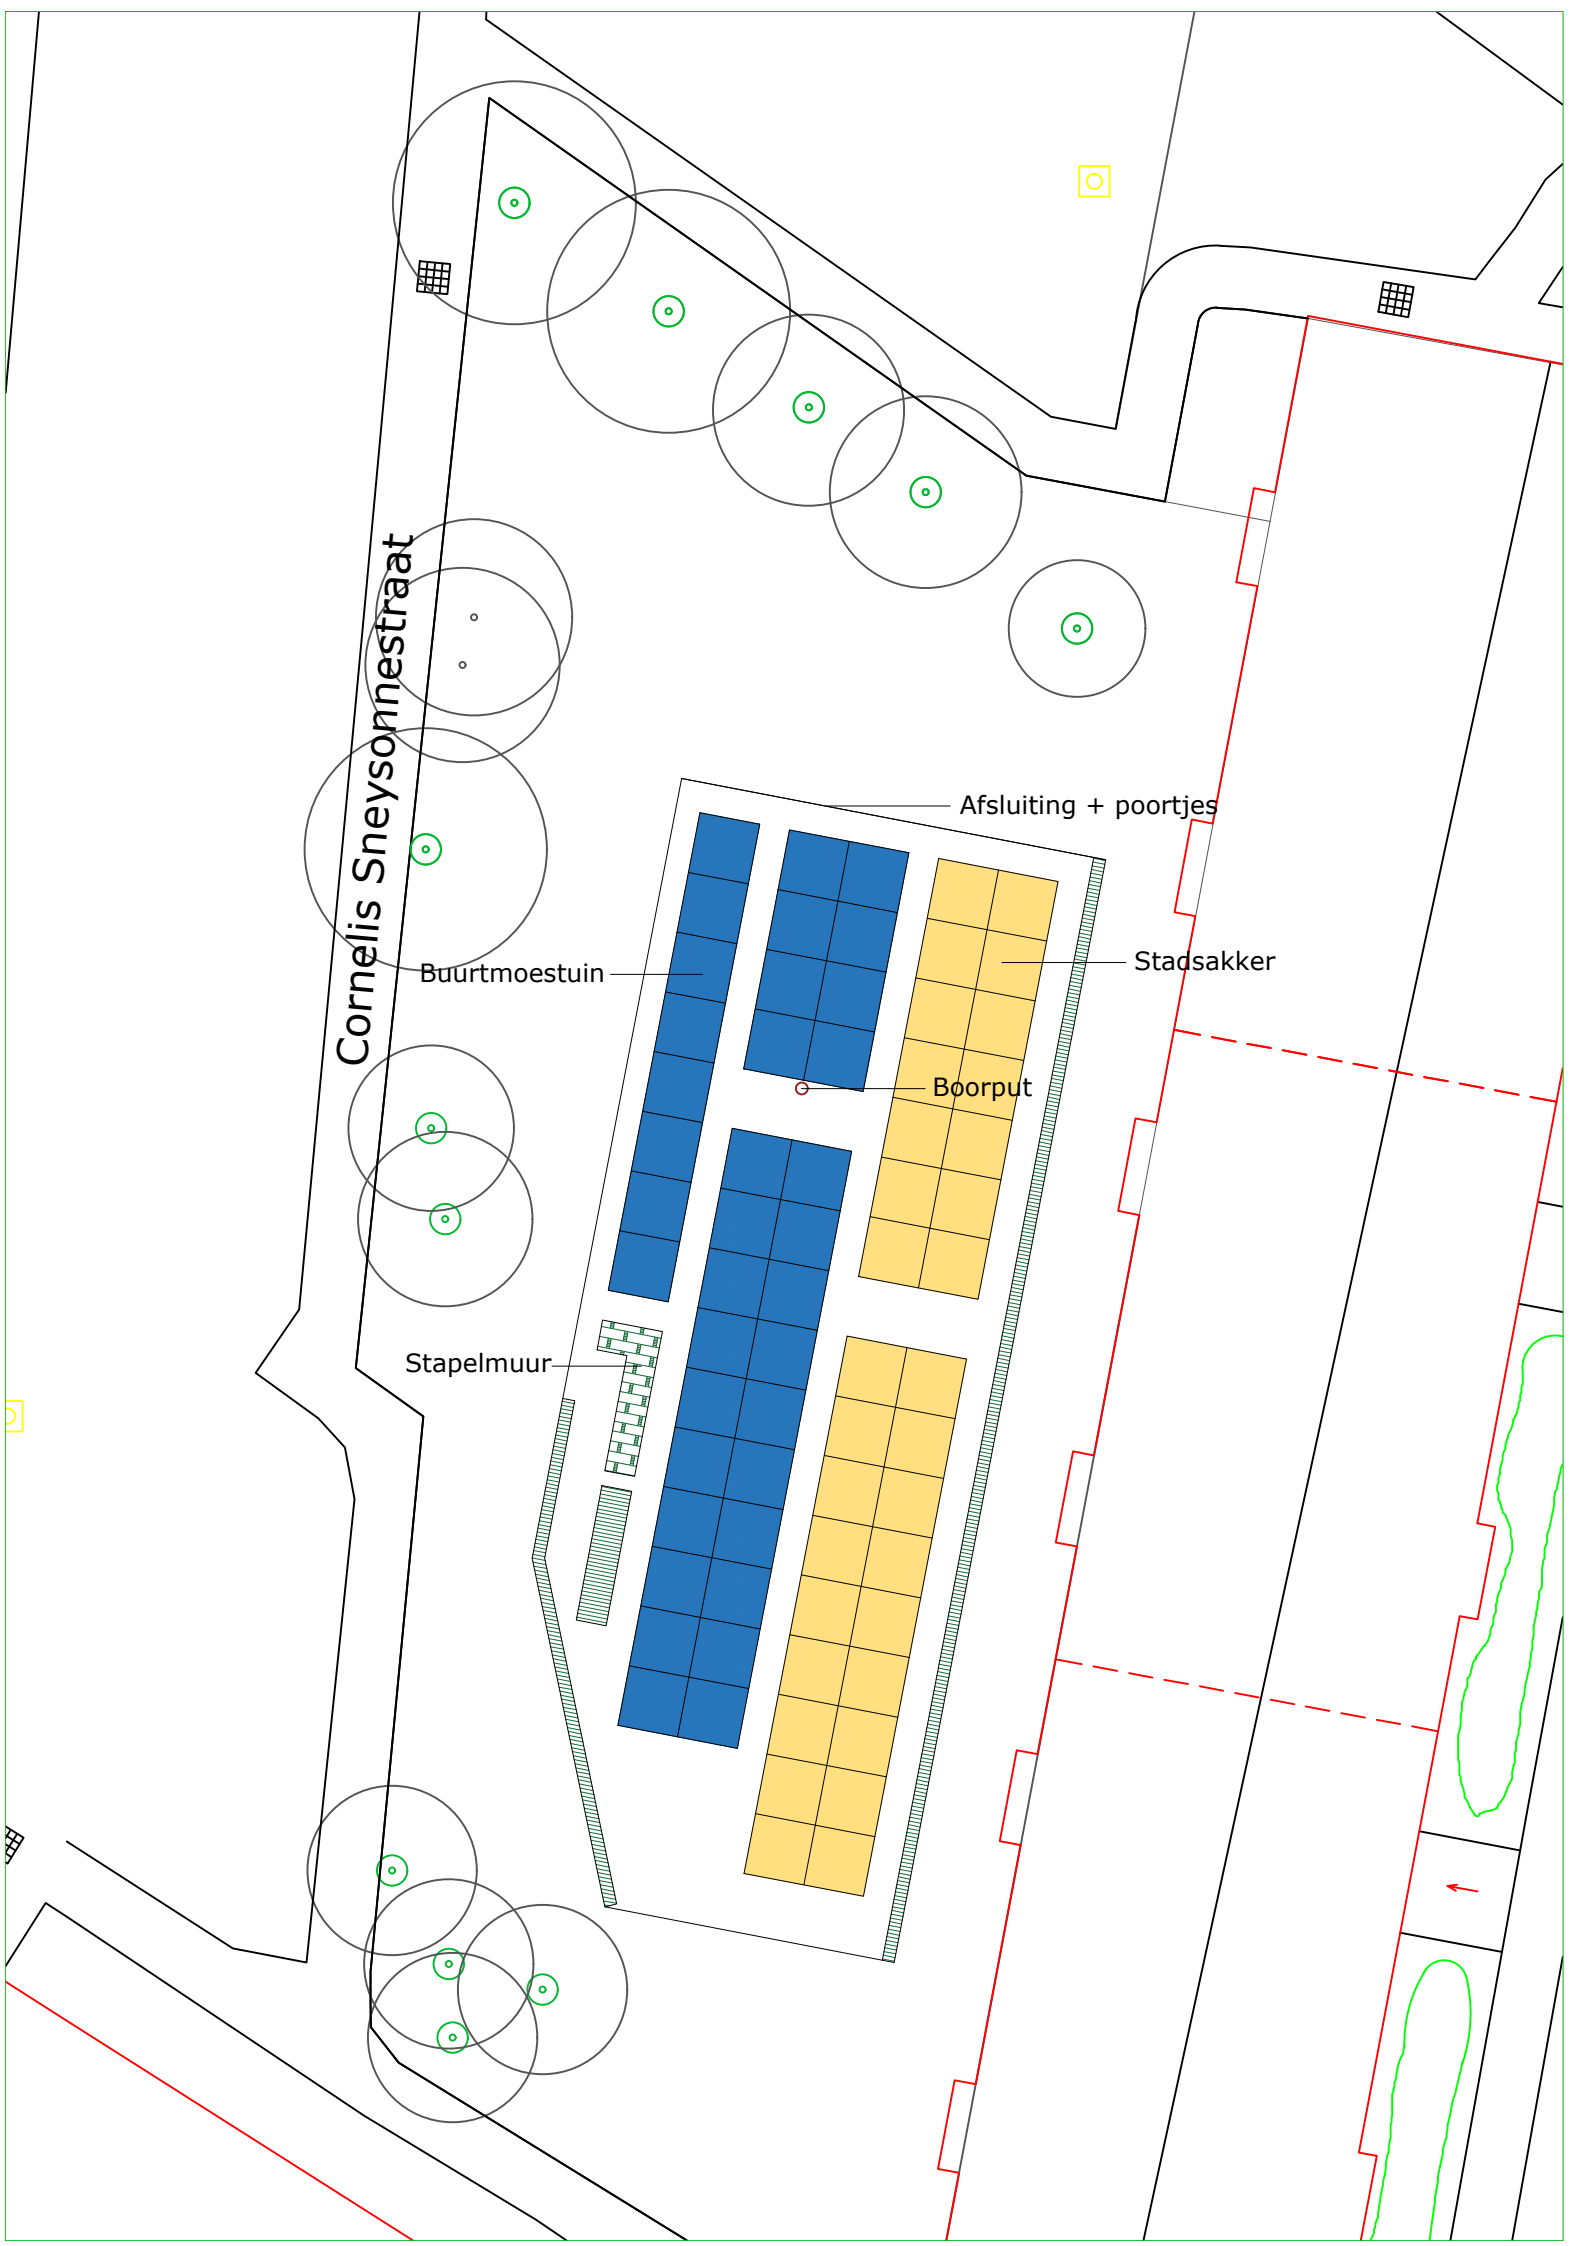 Cornelis Sneysonnestraat
Afsluiting + poortjes
Buurtmoestuin
Stadsakker
Boorput
Stapelmuur